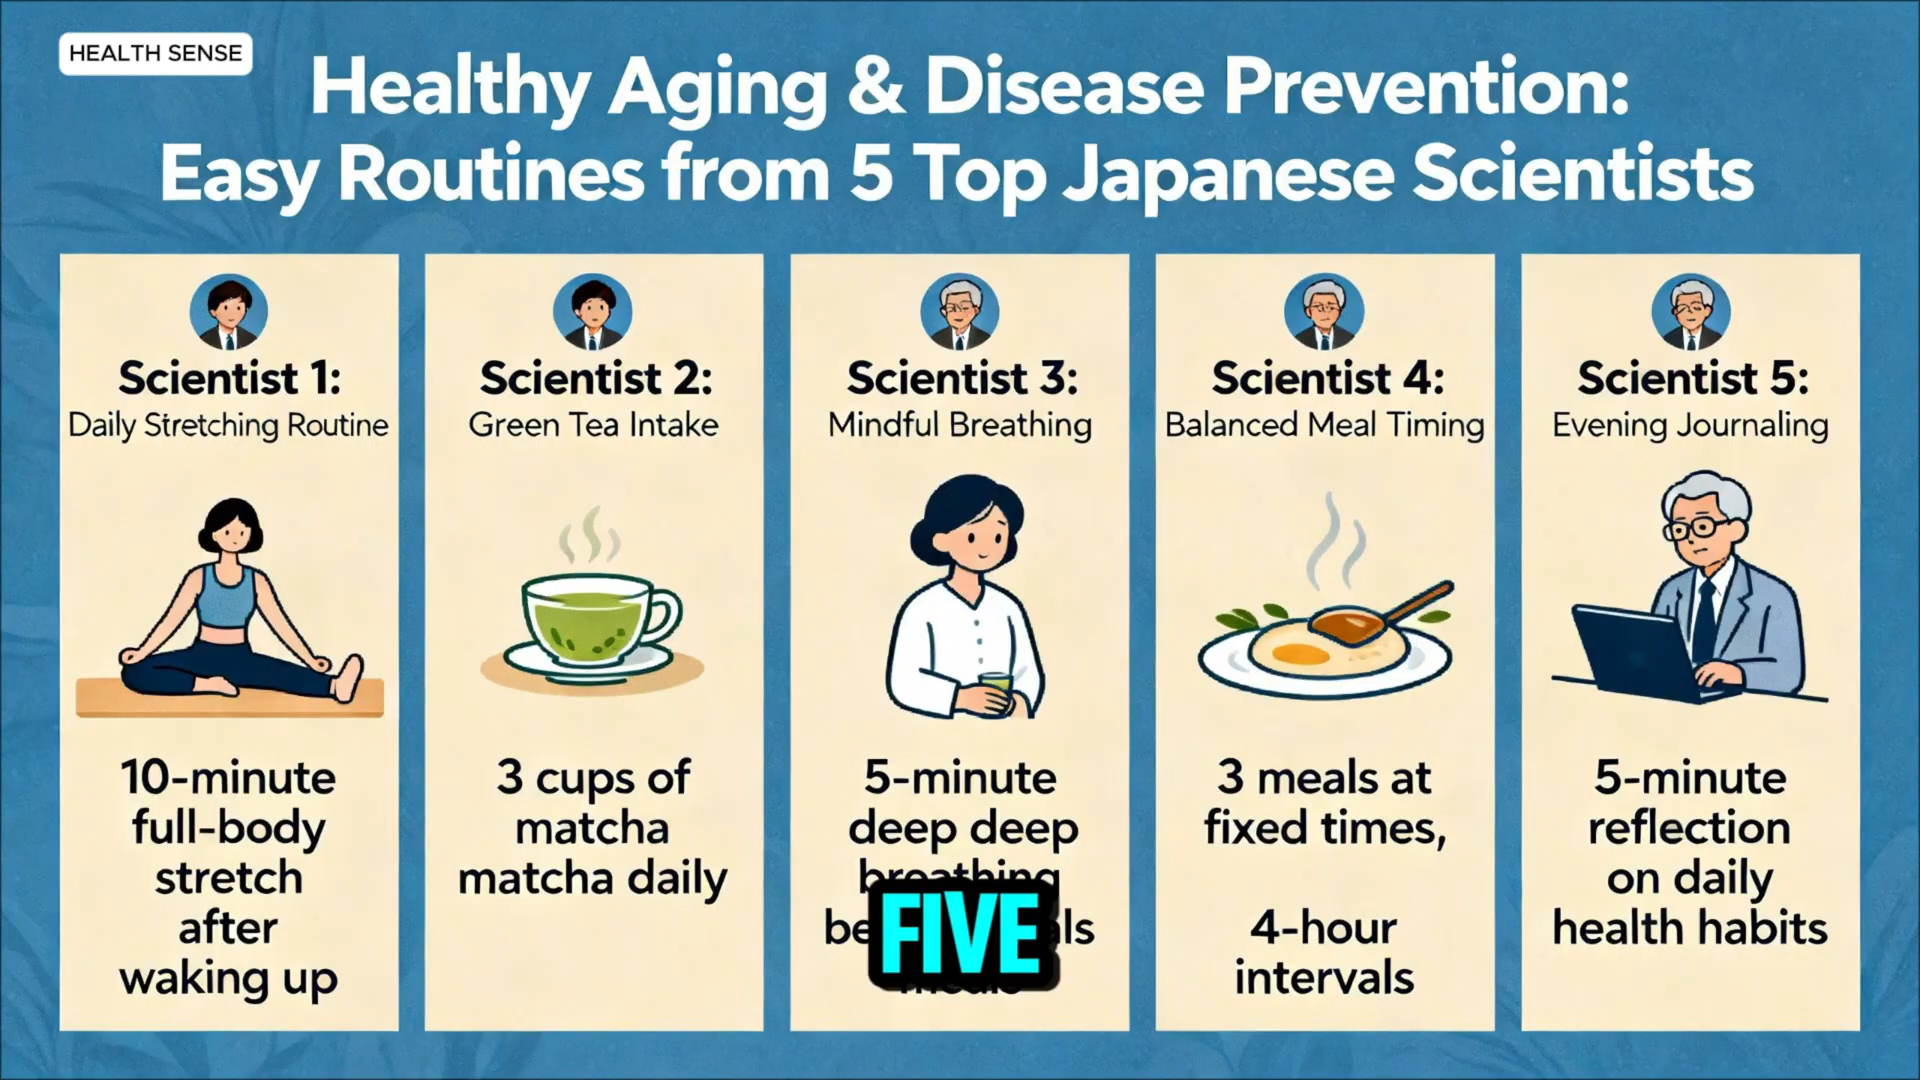 HEALTH SENSE
Healthy Aging & Disease Prevention:
Easy Routines from 5 Top Japanese Scientists
Scientist 1:
Daily Stretching Routine
10-minute
full-body
stretch
after
waking up
Scientist 2:
Green Tea Intake
3 cups of
matcha
matcha daily
Scientist 3:
Mindful Breathing
5-minute
deep deep
breathing
FIVE
Scientist 4:
Balanced Meal Timing
3 meals at
fixed times,
4-hour
intervals
Scientist 5:
Evening Journaling
5-minute
reflection
on daily
health habits